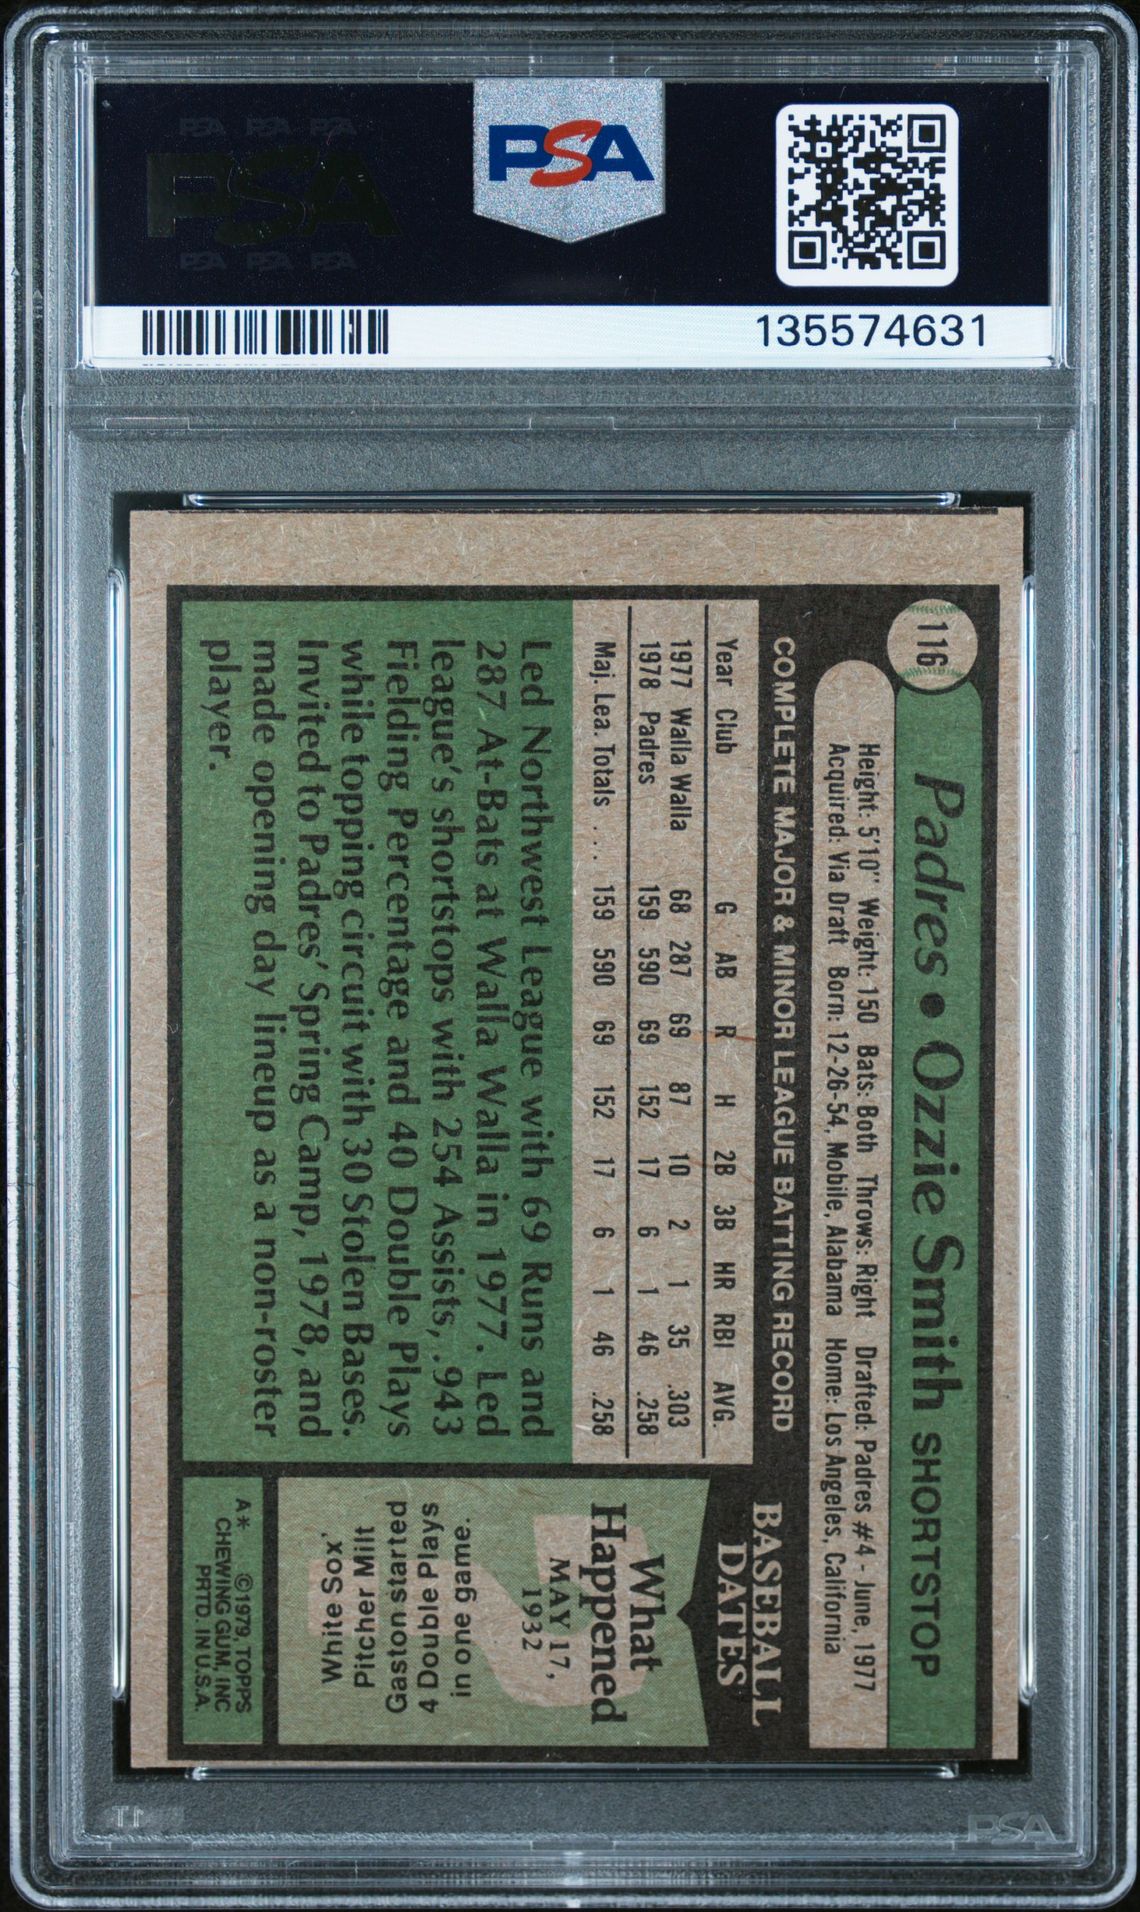 PSA PSA PSA
PSA
PSA PSA PSA
PSA
135574631
116
Padres • Ozzie Smith SHORTSTOP
Height: 5'10" Weight: 150 Bats: Both Throws: Right Drafted: Padres #4 - June, 1977
Acquired: Via Draft Born: 12-26-54, Mobile, Alabama Home: Los Angeles, California
COMPLETE MAJOR & MINOR LEAGUE BATTING RECORD
Year Club G AB R H 2B 3B HR RBI AVG.
1977 Walla Walla 68 287 69 87 10 2 1 35 .303
1978 Padres 159 590 69 152 17 6 1 46 .258
Maj. Lea. Totals ... 159 590 69 152 17 6 1 46 .258
Led Northwest League with 69 Runs and
287 At-Bats at Walla Walla in 1977. Led
league's shortstops with 254 Assists, .943
Fielding Percentage and 40 Double Plays
while topping circuit with 30 Stolen Bases.
Invited to Padres' Spring Camp, 1978, and
made opening day lineup as a non-roster
player.
BASEBALL
DATES
What
Happened
MAY 17,
1932
?
White Sox'
Pitcher Milt
Gaston started
4 Double Plays
in one game.
A* ©1979, TOPPS
CHEWING GUM, INC
PRTD. IN U.S.A.
PSA